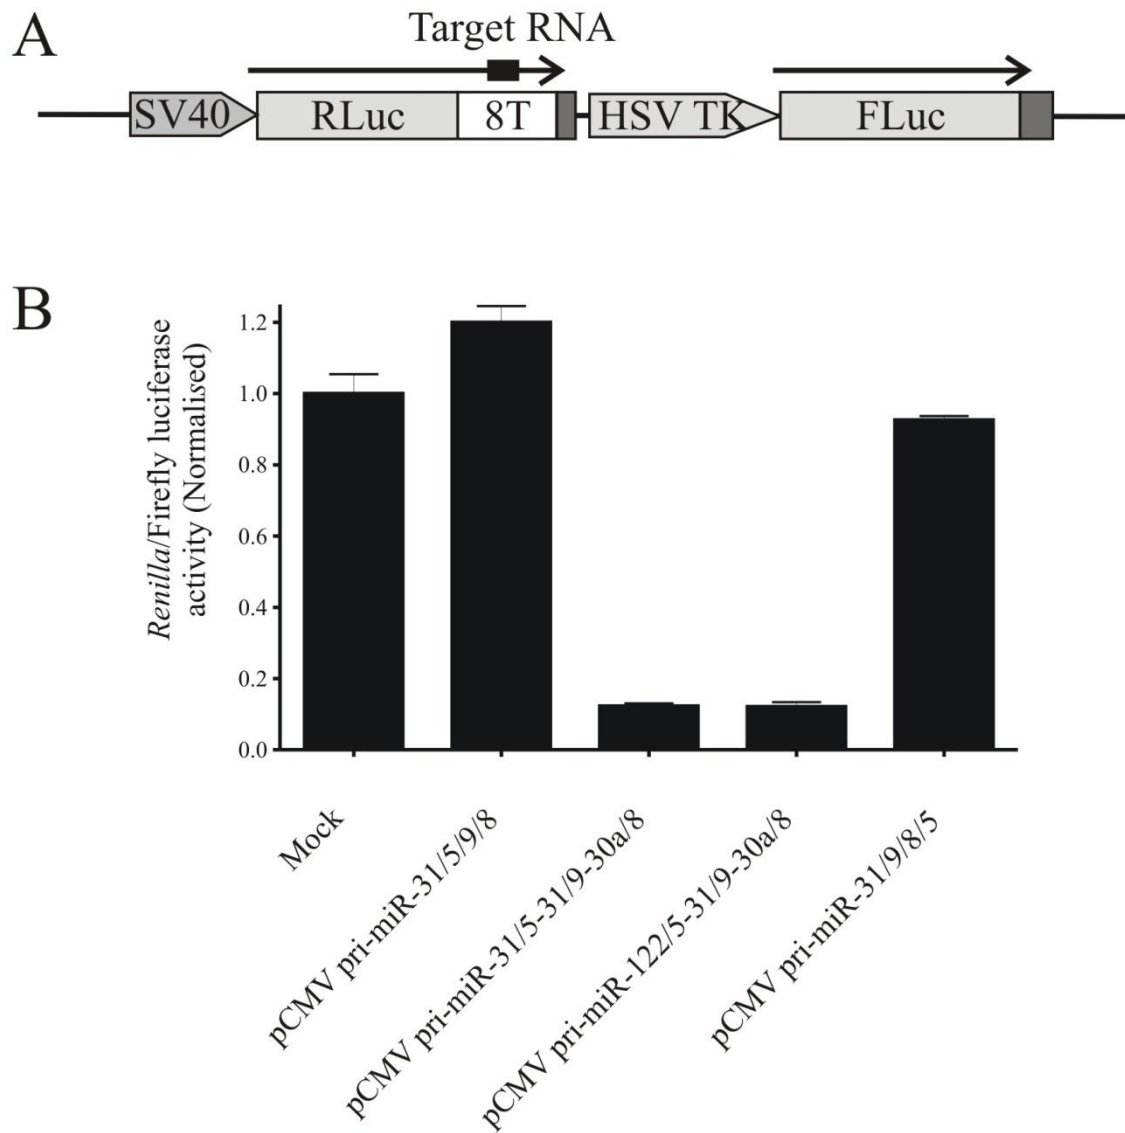 A
Target RNA
SV40 RLuc 8T HSV TK FLuc
B
Renilla/Firefly luciferase
activity (Normalised)
1.2
1.0
0.8
0.6
0.4
0.2
0.0
Mock
pCMV pri-miR-31/5/9/8
pCMV pri-miR-31/5-31/9-30a/8
pCMV pri-miR-122/5-31/9-30a/8
pCMV pri-miR-31/9/8/5